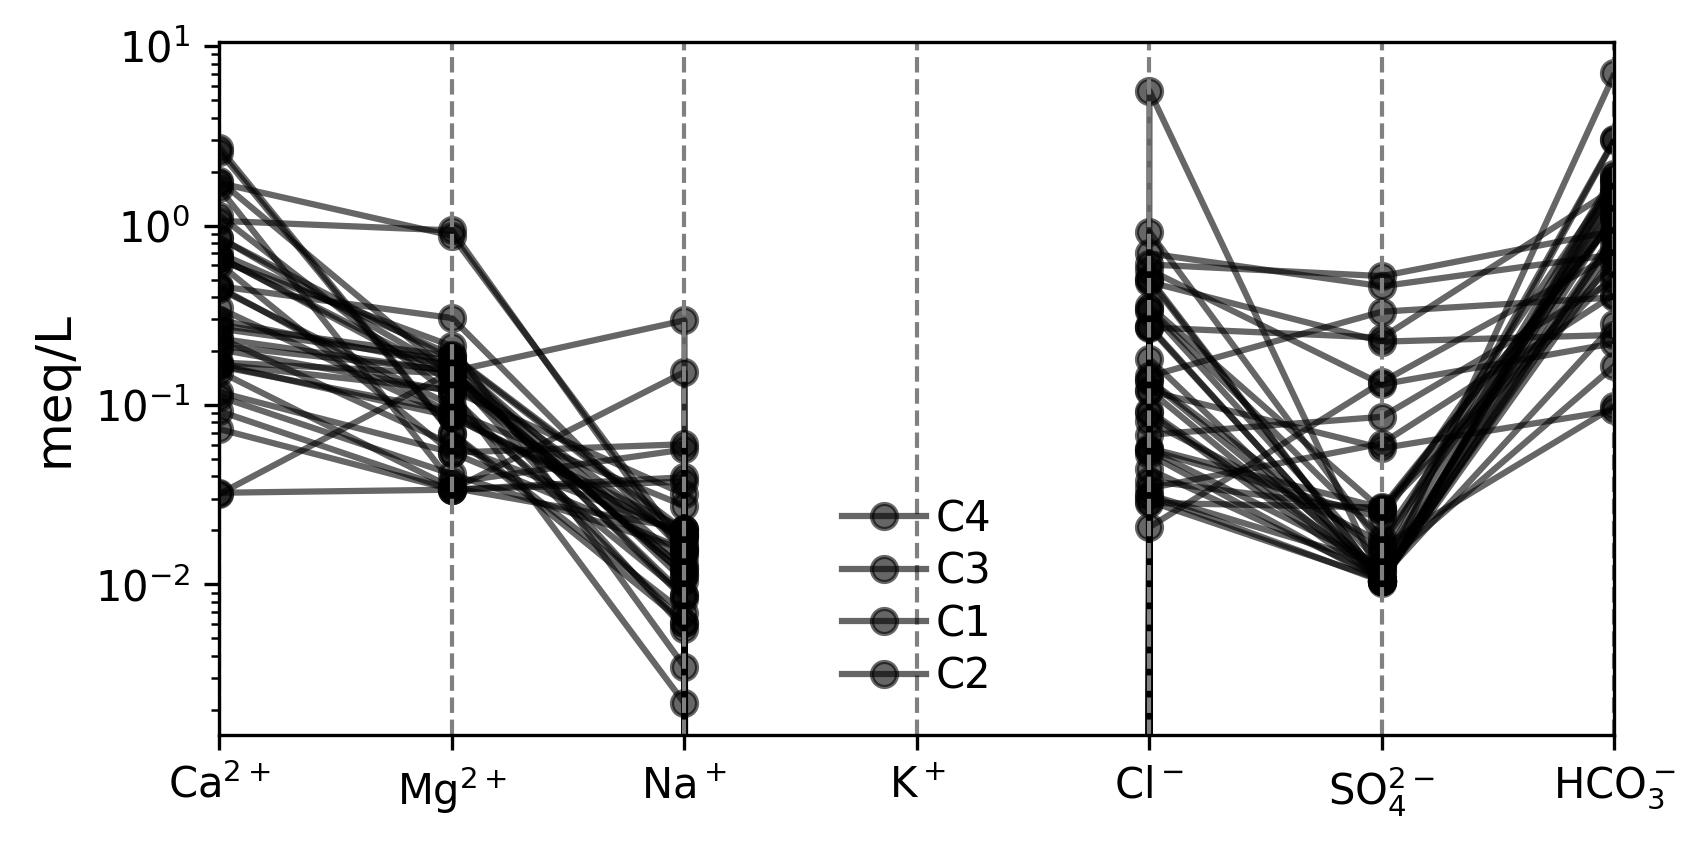 meq/L
10¹
10⁰
10⁻¹
10⁻²
C4
C3
C1
C2
Ca²⁺ Mg²⁺ Na⁺ K⁺ Cl⁻ SO₄²⁻ HCO₃⁻